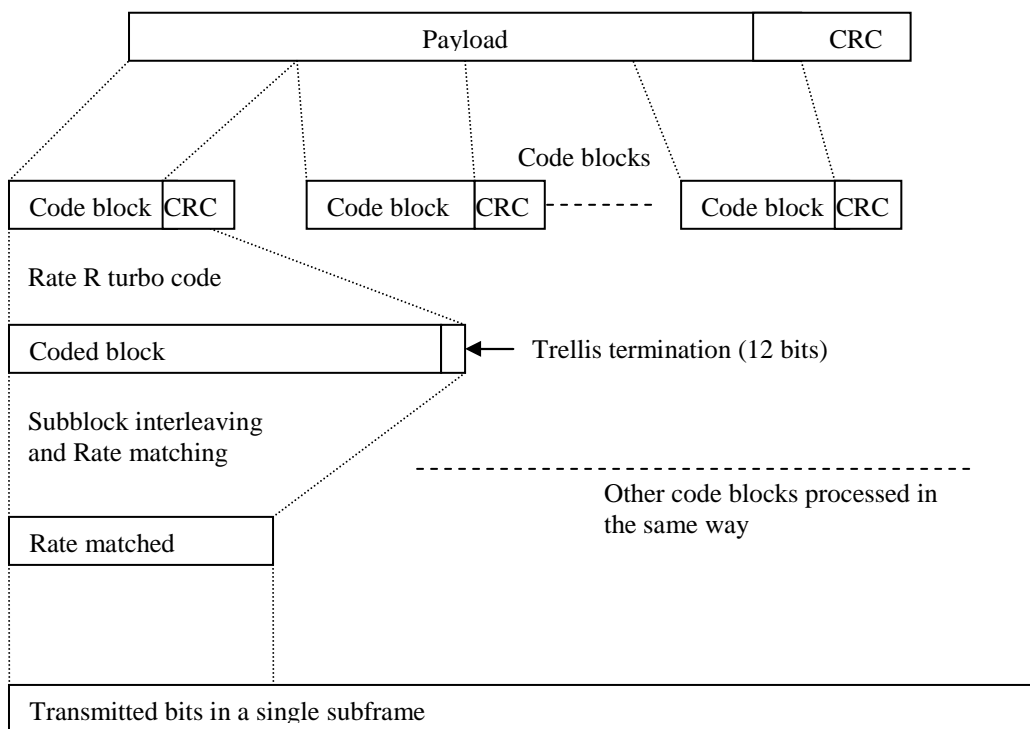 Payload
CRC
Code blocks
Code block
CRC
Code block
CRC
Code block
CRC
Rate R turbo code
Coded block
Trellis termination (12 bits)
Subblock interleaving
and Rate matching
Other code blocks processed in
the same way
Rate matched
Transmitted bits in a single subframe